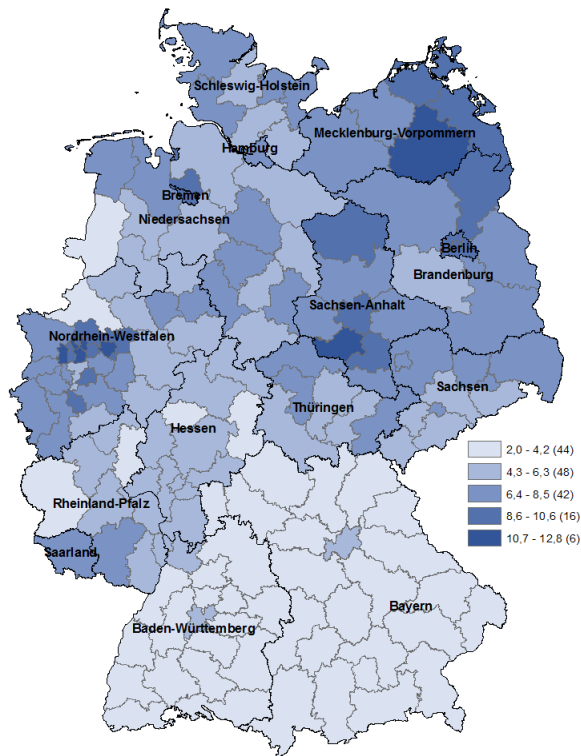 Schleswig-Holstein
Mecklenburg-Vorpommern
Hamburg
Bremen
Niedersachsen
Berlin
Brandenburg
Sachsen-Anhalt
Nordrhein-Westfalen
Sachsen
Thüringen
Hessen
2,0 - 4,2 (44)
4,3 - 6,3 (48)
6,4 - 8,5 (42)
8,6 - 10,6 (16)
10,7 - 12,8 (6)
Rheinland-Pfalz
Saarland
Bayern
Baden-Württemberg